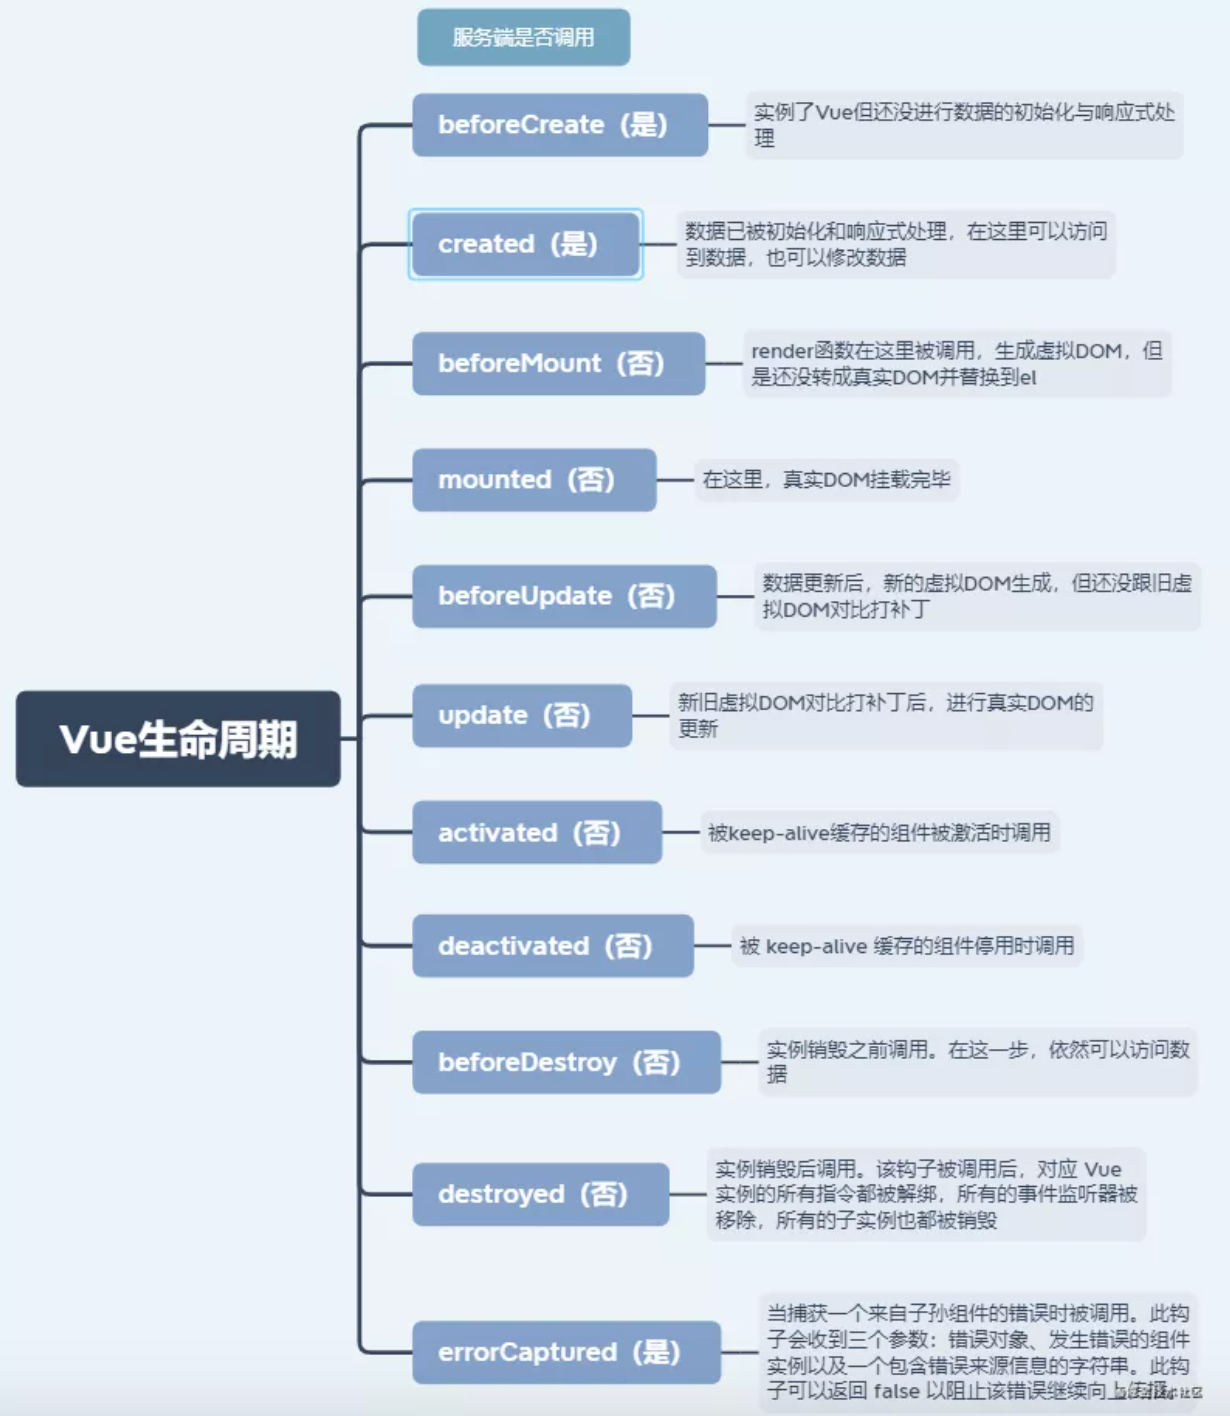 服务端是否调用
beforeCreate（是）
实例了Vue但还没进行数据的初始化与响应式处
理
created（是）
数据已被初始化和响应式处理，在这里可以访问
到数据，也可以修改数据
beforeMount（否）
render函数在这里被调用，生成虚拟DOM，但
是还没转成真实DOM并替换到el
mounted（否）
在这里，真实DOM挂载完毕
beforeUpdate（否）
数据更新后，新的虚拟DOM生成，但还没跟旧虚
拟DOM对比打补丁
Vue生命周期
update（否）
新旧虚拟DOM对比打补丁后，进行真实DOM的
更新
activated（否）
被keep-alive缓存的组件被激活时调用
deactivated（否）
被 keep-alive 缓存的组件停用时调用
beforeDestroy（否）
实例销毁之前调用。在这一步，依然可以访问数
据
destroyed（否）
实例销毁后调用。该钩子被调用后，对应 Vue
实例的所有指令都被解绑，所有的事件监听器被
移除，所有的子实例也都被销毁
errorCaptured（是）
当捕获一个来自子孙组件的错误时被调用。此钩
子会收到三个参数：错误对象、发生错误的组件
实例以及一个包含错误来源信息的字符串。此钩
子可以返回 false 以阻止该错误继续向上传播。